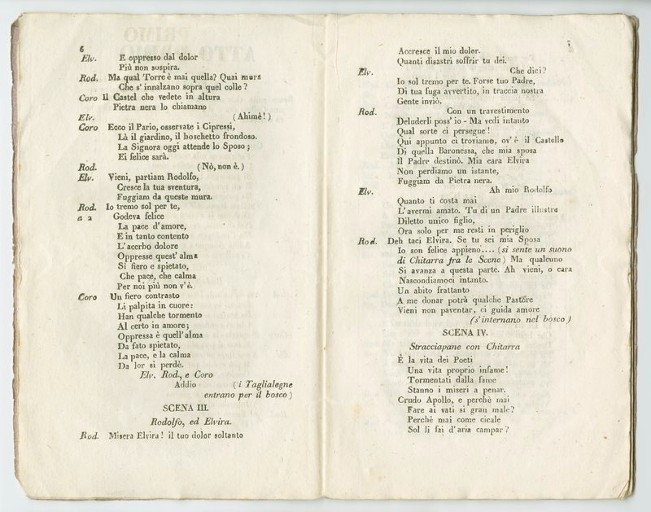 6
Elv. E oppresso dal dolor
Più non sospira.
Rod. Ma qual Torre è mai quella? Quai mura
Che s' innalzano sopra quel colle?
Coro Il Castel che vedete in altura
Pietra nera lo chiamano
Elv. (Ahimè!)
Coro Ecco il Pario, osservate i Cipressi,
Là il giardino, il boschetto frondoso.
La Signora oggi attende lo Sposo;
Ei felice sarà.
Rod. (Nò, non è.)
Elv. Vieni, partiam Rodolfo,
Cresce la tua sventura,
Fuggiam da queste mura.
Rod. Io tremo sol per te,
a 2 Godeva felice
La pace d'amore,
E in tanto contento
L' acerbo dolore
Oppresse quest' alma
Sì fiero e spietato,
Che pace, che calma
Per noi più non v'è.
Coro Un fiero contrasto
Li palpita in cuore:
Han qualche tormento
Al certo in amore;
Oppressa è quell' alma
Da fato spietato,
La pace, e la calma
Da lor si perdè.
Elv. Rod., e Coro
Addio (i Taglialegne
entrano per il bosco)
SCENA III.
Rodolfo, ed Elvira.
Rod. Misera Elvira! il tuo dolor soltanto
Accresce il mio doler.
Quanti disastri soffrir tu dei.
Elv. Che dici?
Io sol tremo per te. Forse tuo Padre,
Di tua fuga avvertito, in traccia nostra
Gente inviò.
Rod. Con un travestimento
Deluderli poss' io - Ma vedi intanto
Qual sorte ci persegue!
Qui appunto ci troviamo, ov' è il Castello
Di quella Baronessa, che mia sposa
Il Padre destinò. Mia cara Elvira
Non perdiamo un istante,
Fuggiam da Pietra nera.
Elv. Ah mio Rodolfo
Quanto ti costa mai
L' avermi amato. Tu di un Padre illustre
Diletto unico figlio,
Ora solo per me resti in periglio
Rod. Deh taci Elvira. Se tu sei mia Sposa
Io son felice appieno.... (si sente un suono
di Chitarra fra le Scene) Ma qualcuno
Si avanza a questa parte. Ah vieni, o cara
Nascondiamoci intanto.
Un abito frattanto
A me donar potrà qualche Pastore
Vieni non paventar, ci guida amore
(s'internano nel bosco)
SCENA IV.
Stracciapane con Chitarra
È la vita dei Poeti
Una vita proprio infame!
Tormentati dalla fame
Stanno i miseri a penar.
Crudo Apollo, e perchè mai
Fare ai vati sì gran male?
Perchè mai come cicale
Sol li fai d'aria campar?